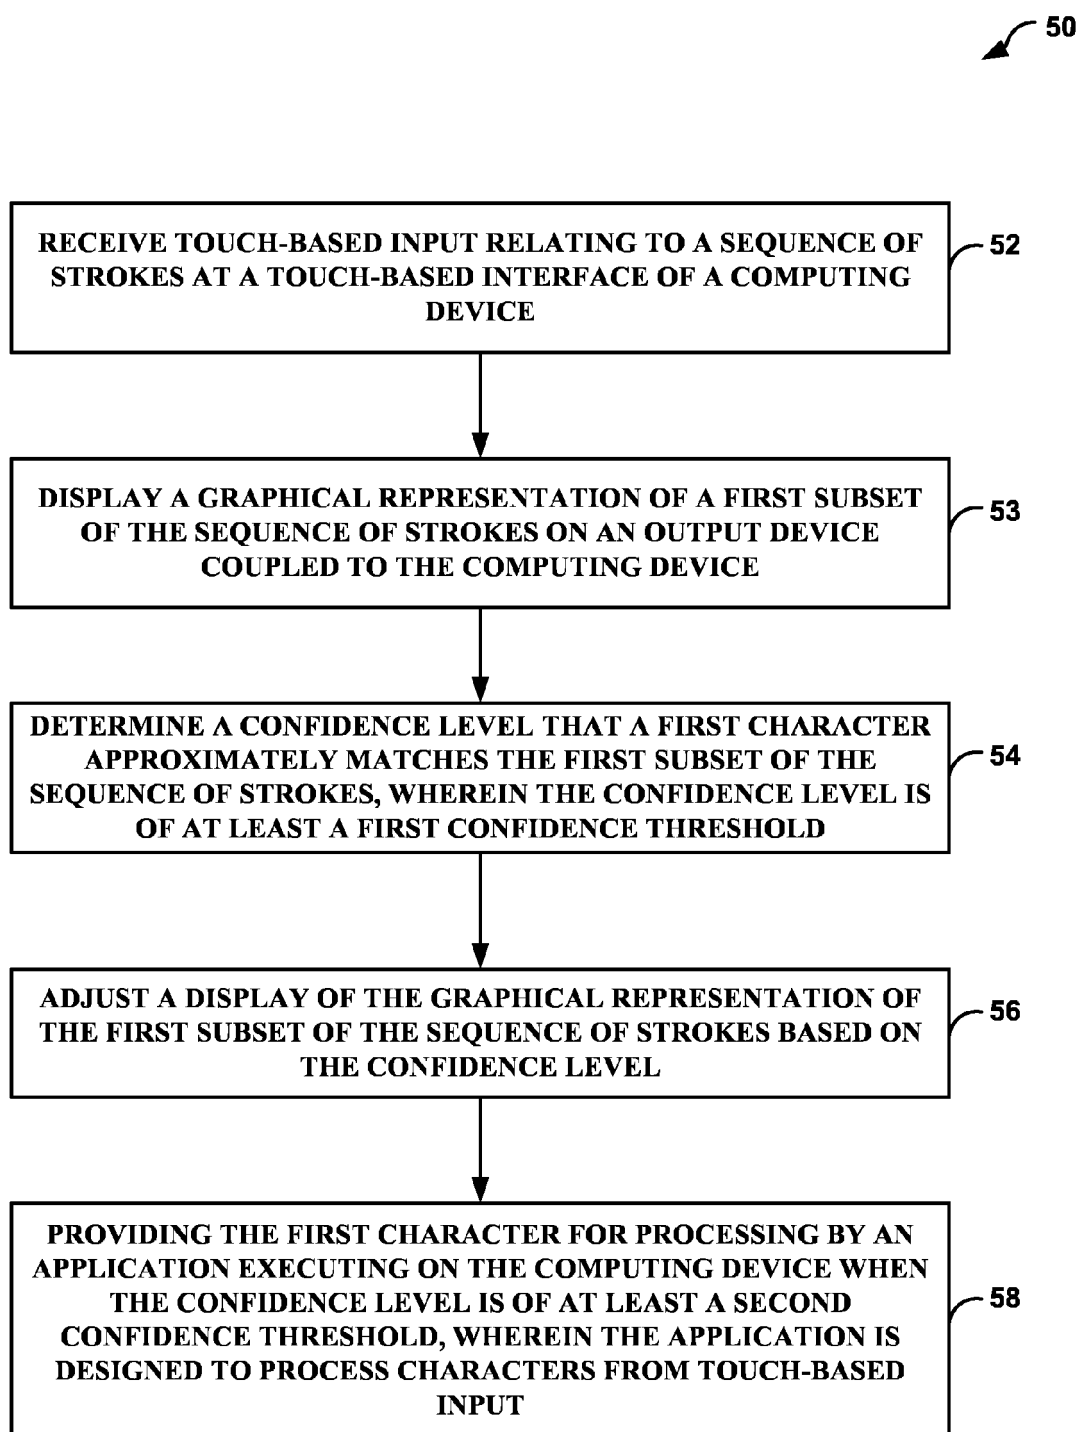 50
RECEIVE TOUCH-BASED INPUT RELATING TO A SEQUENCE OF
STROKES AT A TOUCH-BASED INTERFACE OF A COMPUTING
DEVICE
52
DISPLAY A GRAPHICAL REPRESENTATION OF A FIRST SUBSET
OF THE SEQUENCE OF STROKES ON AN OUTPUT DEVICE
COUPLED TO THE COMPUTING DEVICE
53
DETERMINE A CONFIDENCE LEVEL THAT A FIRST CHARACTER
APPROXIMATELY MATCHES THE FIRST SUBSET OF THE
SEQUENCE OF STROKES, WHEREIN THE CONFIDENCE LEVEL IS
OF AT LEAST A FIRST CONFIDENCE THRESHOLD
54
ADJUST A DISPLAY OF THE GRAPHICAL REPRESENTATION OF
THE FIRST SUBSET OF THE SEQUENCE OF STROKES BASED ON
THE CONFIDENCE LEVEL
56
PROVIDING THE FIRST CHARACTER FOR PROCESSING BY AN
APPLICATION EXECUTING ON THE COMPUTING DEVICE WHEN
THE CONFIDENCE LEVEL IS OF AT LEAST A SECOND
CONFIDENCE THRESHOLD, WHEREIN THE APPLICATION IS
DESIGNED TO PROCESS CHARACTERS FROM TOUCH-BASED
INPUT
58